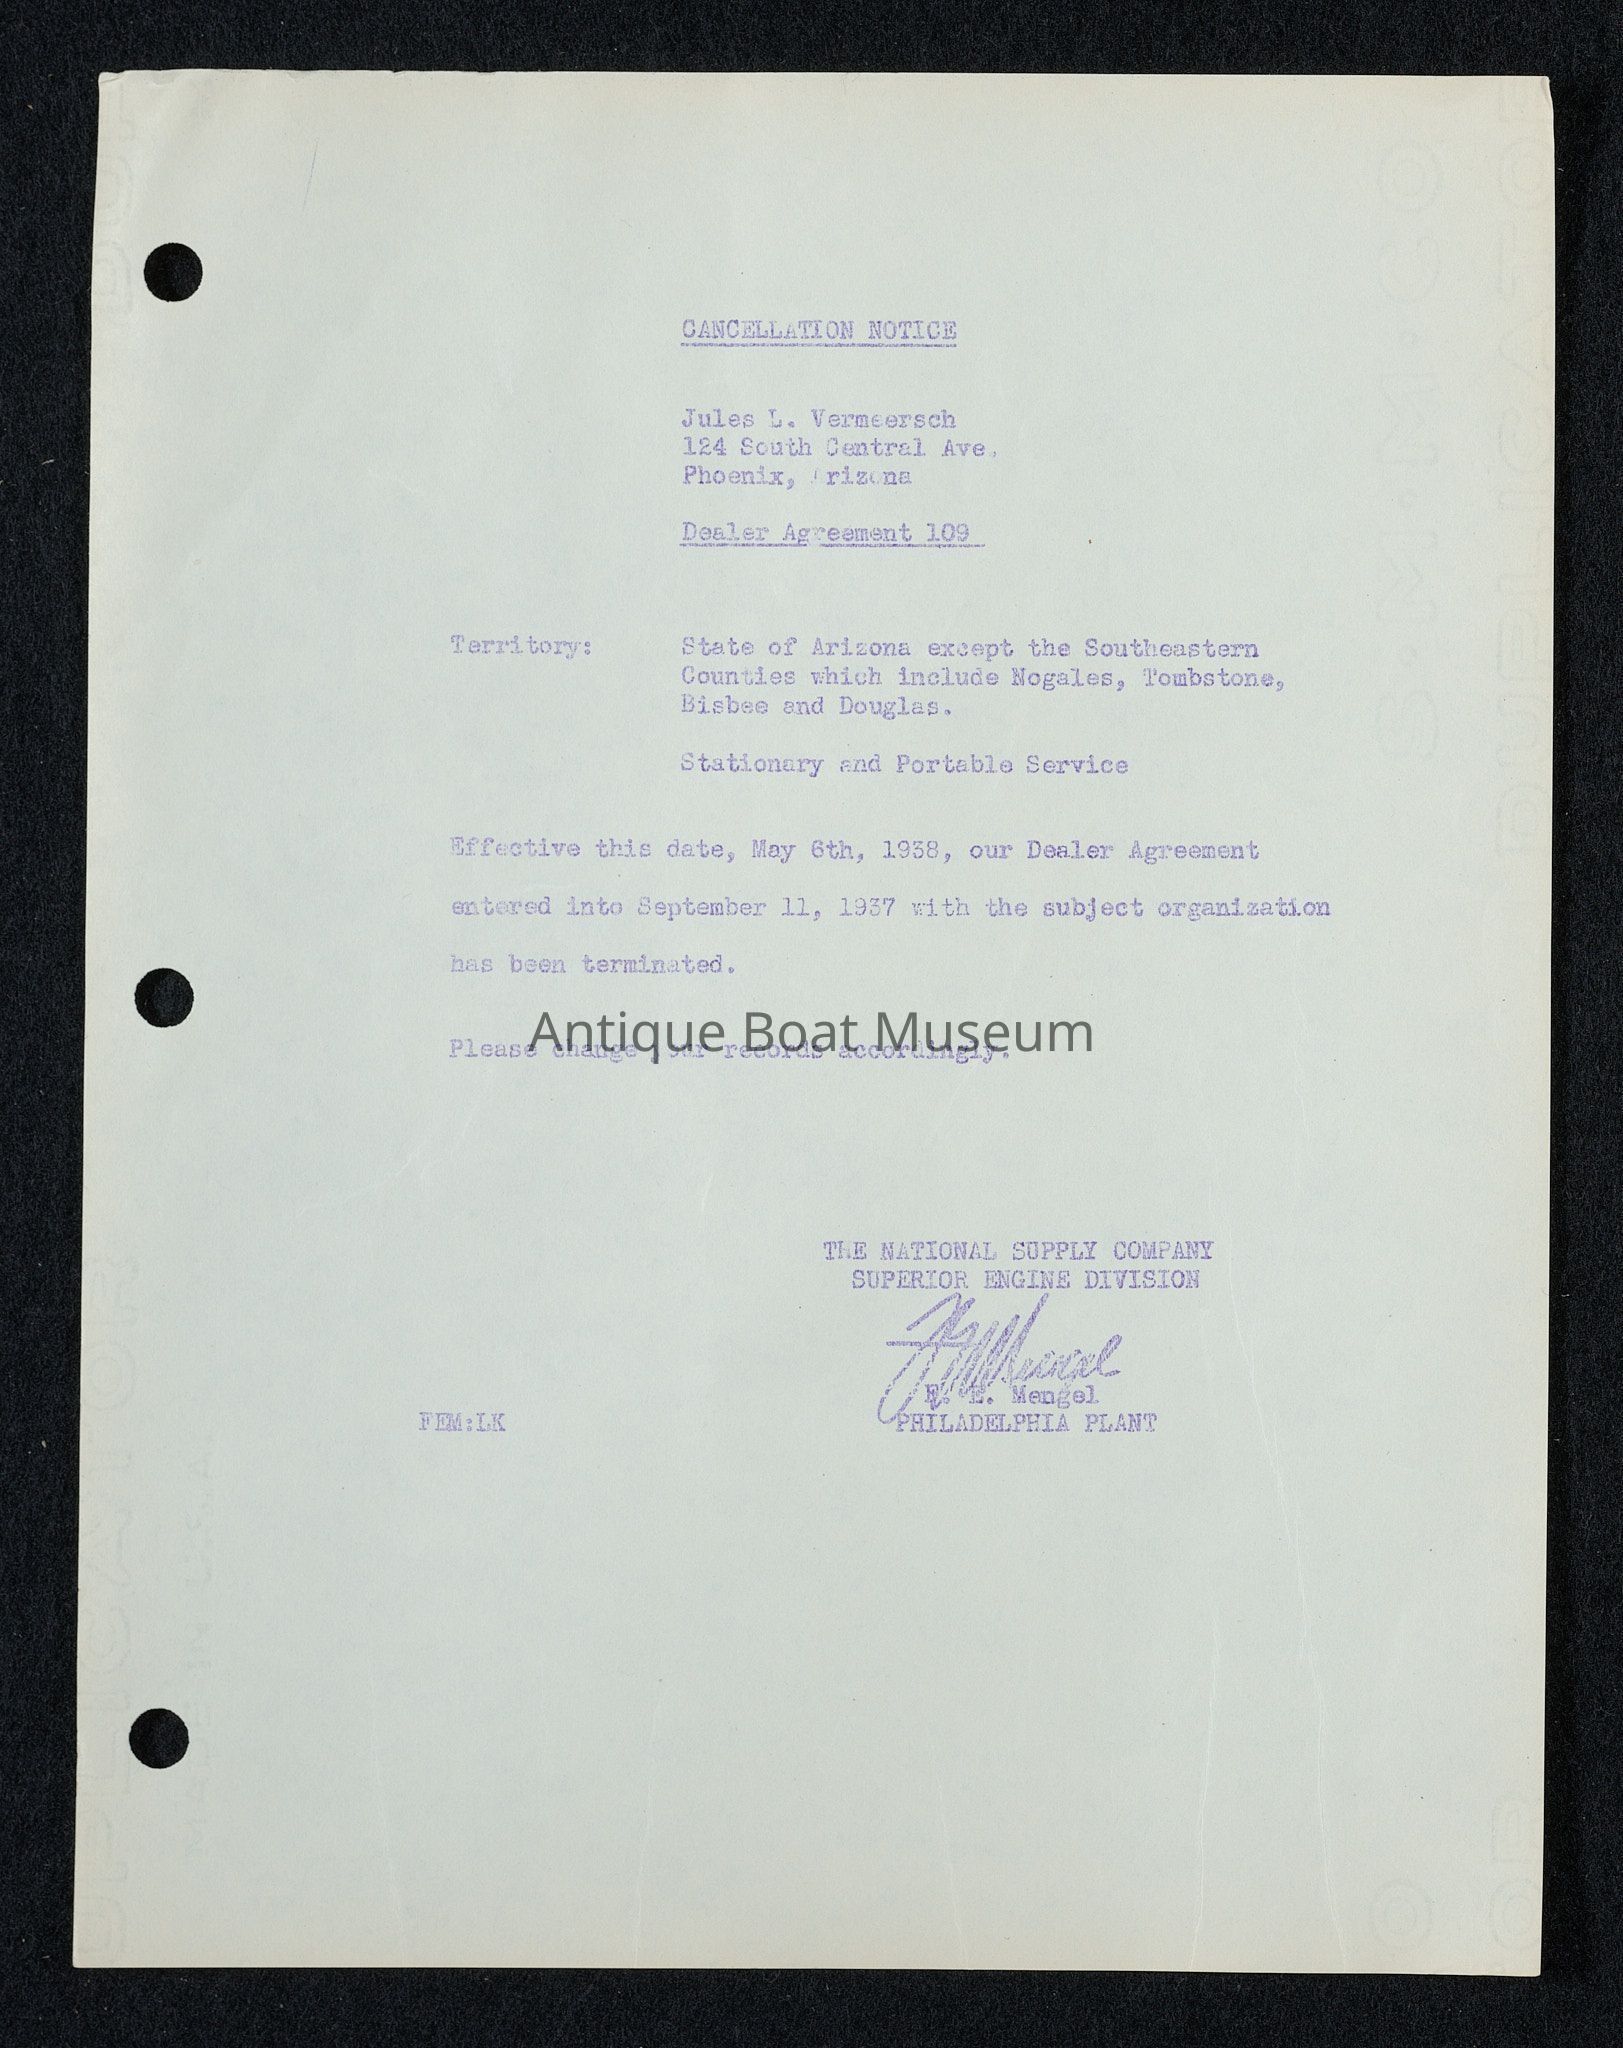 CANCELLATION NOTICE
Jules L. Vermeersch
124 South Central Ave.
Phoenix, Arizona
Dealer Agreement 109
Territory: State of Arizona except the Southeastern
Counties which include Nogales, Tombstone,
Bisbee and Douglas.
Stationary and Portable Service
Effective this date, May 6th, 1938, our Dealer Agreement
entered into September 11, 1937 with the subject organization
has been terminated.
Antique Boat Museum
Please change your records accordingly.
THE NATIONAL SUPPLY COMPANY
SUPERIOR ENGINE DIVISION
F. E. Mengel
F. E. Mengel
FEM:LK PHILADELPHIA PLANT